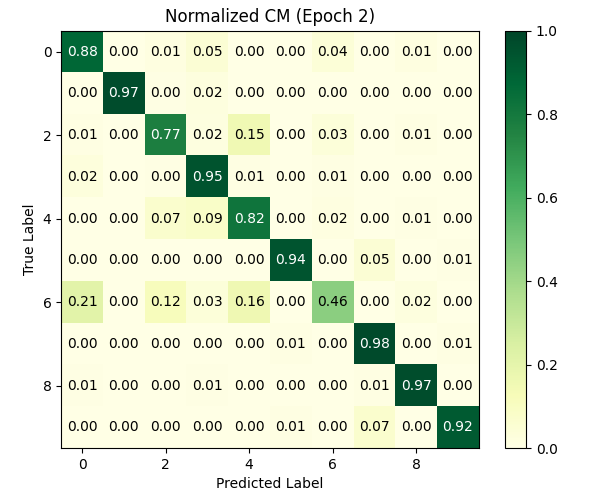 Normalized CM (Epoch 2)
0 0.88 0.00 0.01 0.05 0.00 0.00 0.04 0.00 0.01 0.00
0.00 0.97 0.00 0.02 0.00 0.00 0.00 0.00 0.00 0.00
2 0.01 0.00 0.77 0.02 0.15 0.00 0.03 0.00 0.01 0.00
0.02 0.00 0.00 0.95 0.01 0.00 0.01 0.00 0.00 0.00
4 0.00 0.00 0.07 0.09 0.82 0.00 0.02 0.00 0.01 0.00
0.00 0.00 0.00 0.00 0.00 0.94 0.00 0.05 0.00 0.01
6 0.21 0.00 0.12 0.03 0.16 0.00 0.46 0.00 0.02 0.00
0.00 0.00 0.00 0.00 0.00 0.01 0.00 0.98 0.00 0.01
8 0.01 0.00 0.00 0.01 0.00 0.00 0.00 0.01 0.97 0.00
0.00 0.00 0.00 0.00 0.00 0.01 0.00 0.07 0.00 0.92
0 2 4 6 8
Predicted Label
True Label
1.0
0.8
0.6
0.4
0.2
0.0